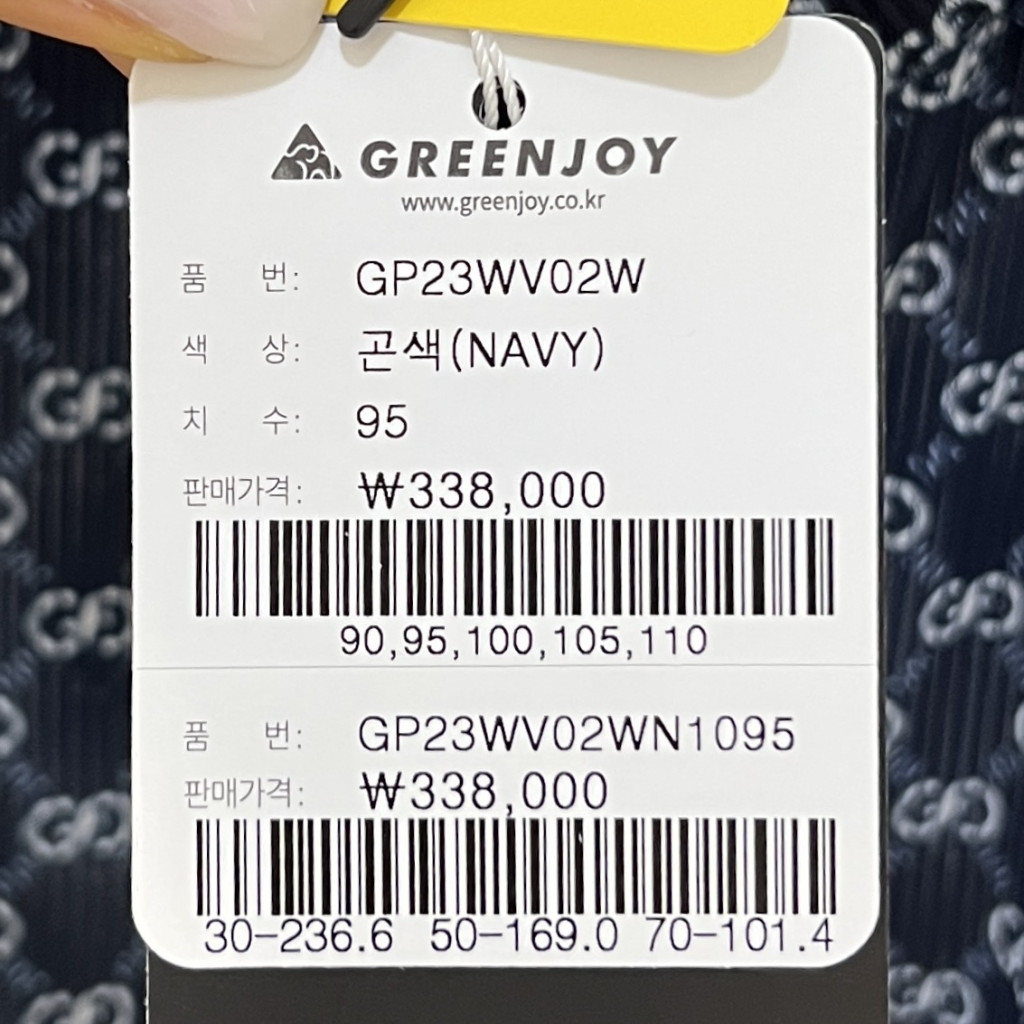 GREENJOY
www.greenjoy.co.kr
품 번: GP23WV02W
색 상: 곤색(NAVY)
치 수: 95
판매가격: ₩338,000
90,95,100,105,110
품 번: GP23WV02WN1095
판매가격: ₩338,000
30-236.6 50-169.0 70-101.4